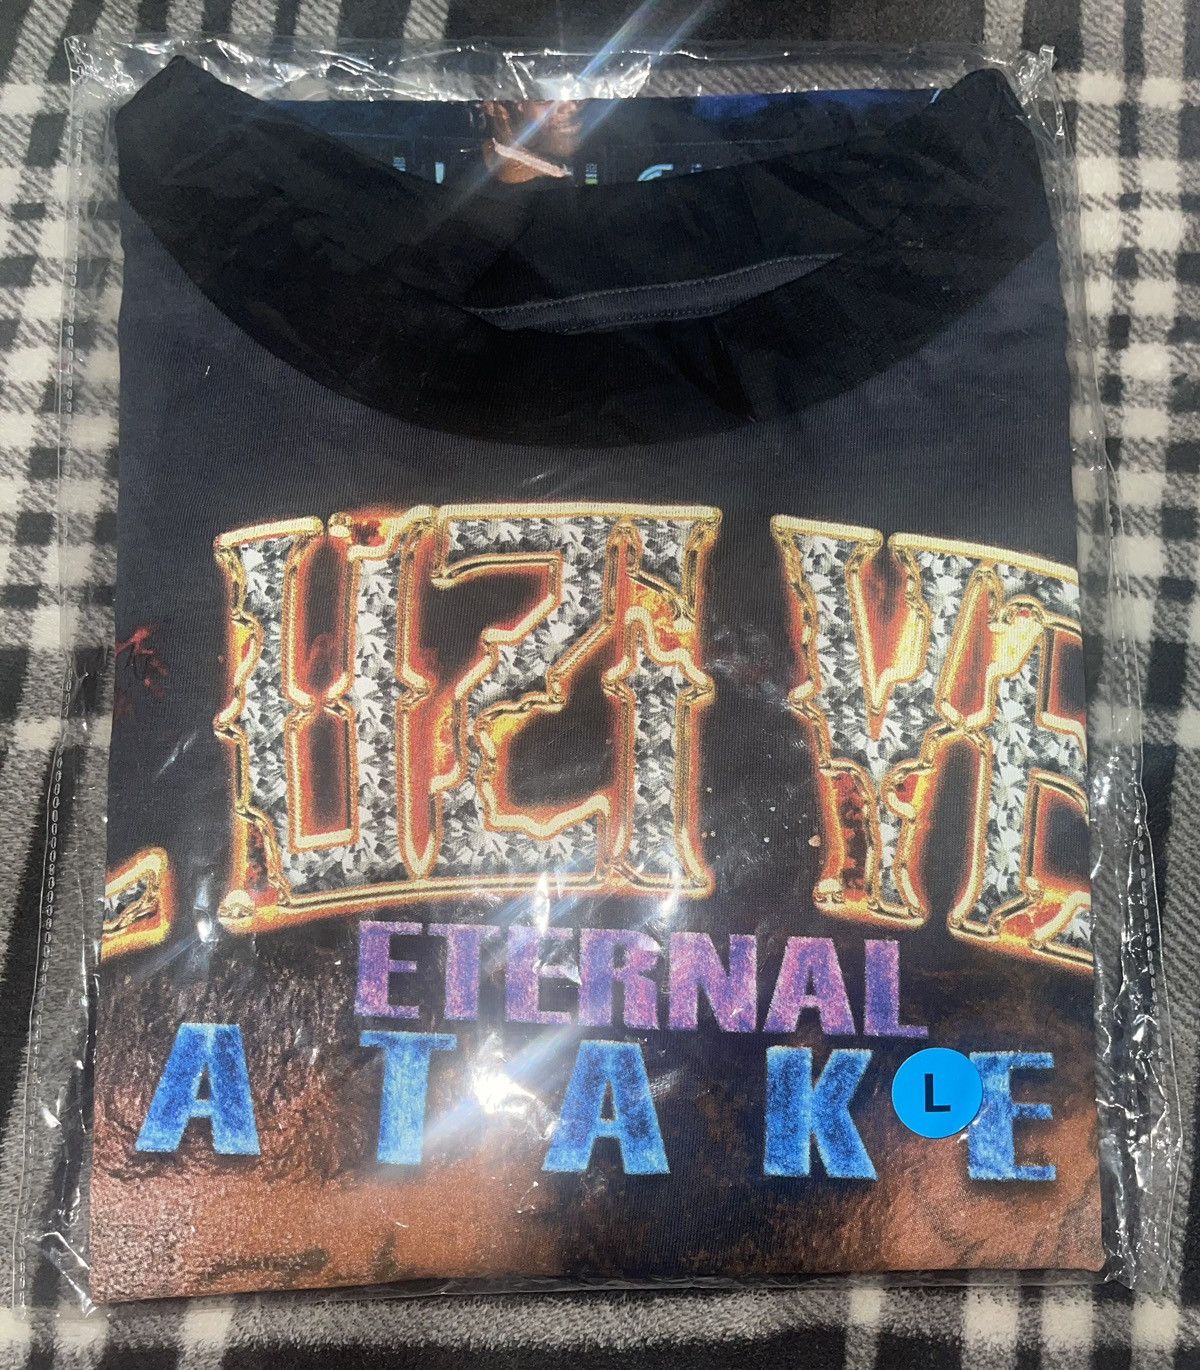 UZI VE
ETERNAL
ATAKE
L